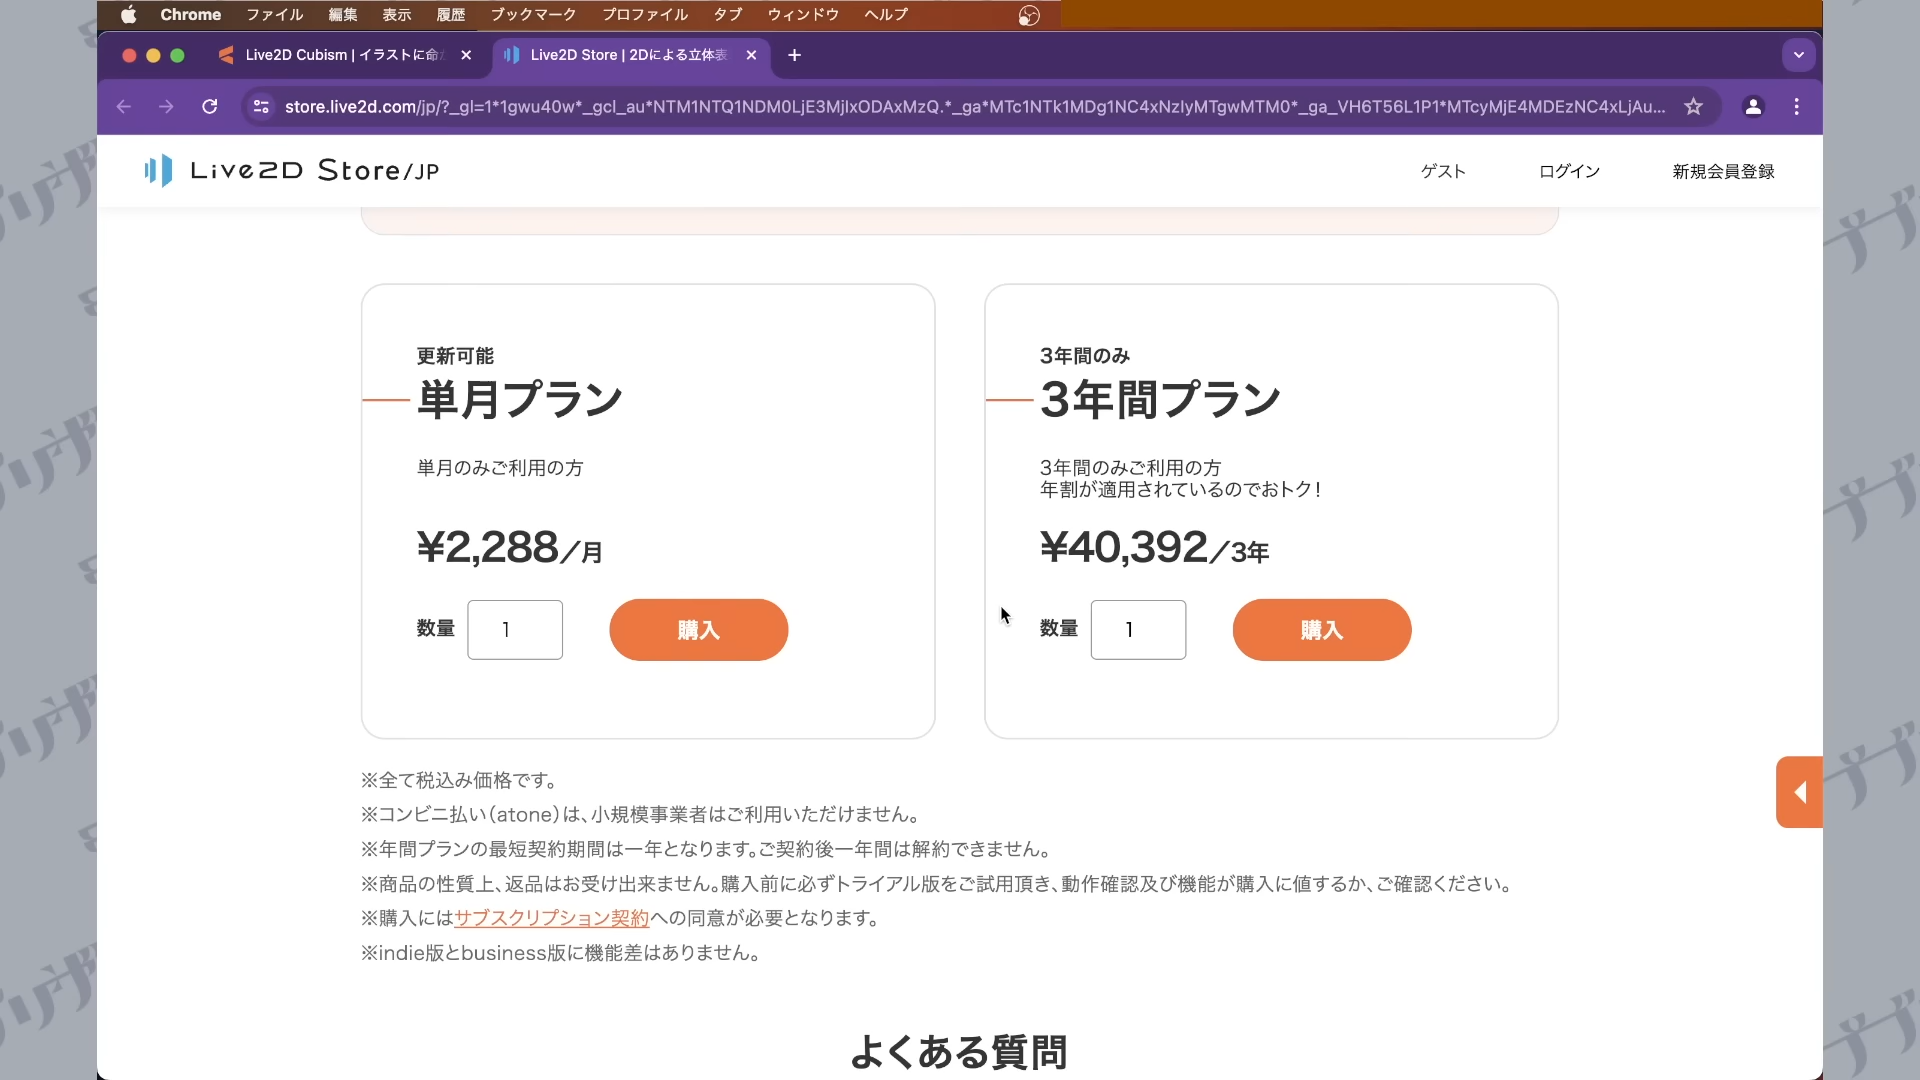 Chrome ファイル 編集 表示 履歴 ブックマーク プロファイル タブ ウィンドウ ヘルプ
Live2D Cubism | イラストに命
Live2D Store | 2Dによる立体表
store.live2d.com/jp/?_gl=1*1gwu40w*_gcl_au*NTM1NTQ1NDM0LjE3MjIxODAxMzQ.*_ga*MTc1NTk1MDg1NC4xNzIyMTgwMTM0*_ga_VH6T56L1P1*MTcyMjE4MDEzNC4xLjAu...
Live2D Store/JP
ゲスト
ログイン
新規会員登録
更新可能
単月プラン
単月のみご利用の方
¥2,288/月
数量 1 購入
3年間のみ
3年間プラン
3年間のみご利用の方
年割が適用されているのでおトク!
¥40,392/3年
数量 1 購入
※全て税込み価格です。
※コンビニ払い(atone)は、小規模事業者はご利用いただけません。
※年間プランの最短契約期間は一年となります。ご契約後一年間は解約できません。
※商品の性質上、返品はお受け出来ません。購入前に必ずトライアル版をご試用頂き、動作確認及び機能が購入に値するか、ご確認ください。
※購入にはサブスクリプション契約への同意が必要となります。
※indie版とbusiness版に機能差はありません。
よくある質問